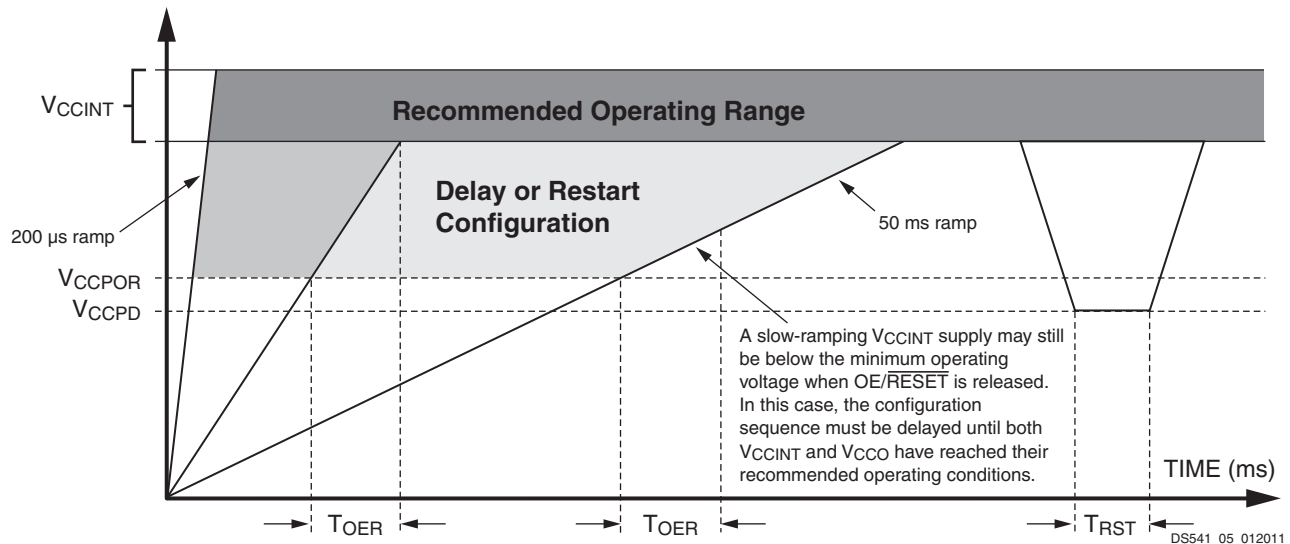 VCCINT
Recommended Operating Range
Delay or Restart
Configuration
200 µs ramp
50 ms ramp
VCCPOR
VCCPD
A slow-ramping VCCINT supply may still
be below the minimum operating
voltage when OE/RESET is released.
In this case, the configuration
sequence must be delayed until both
VCCINT and VCCO have reached their
recommended operating conditions.
TIME (ms)
TOER
TOER
TRST
DS541_05_012011